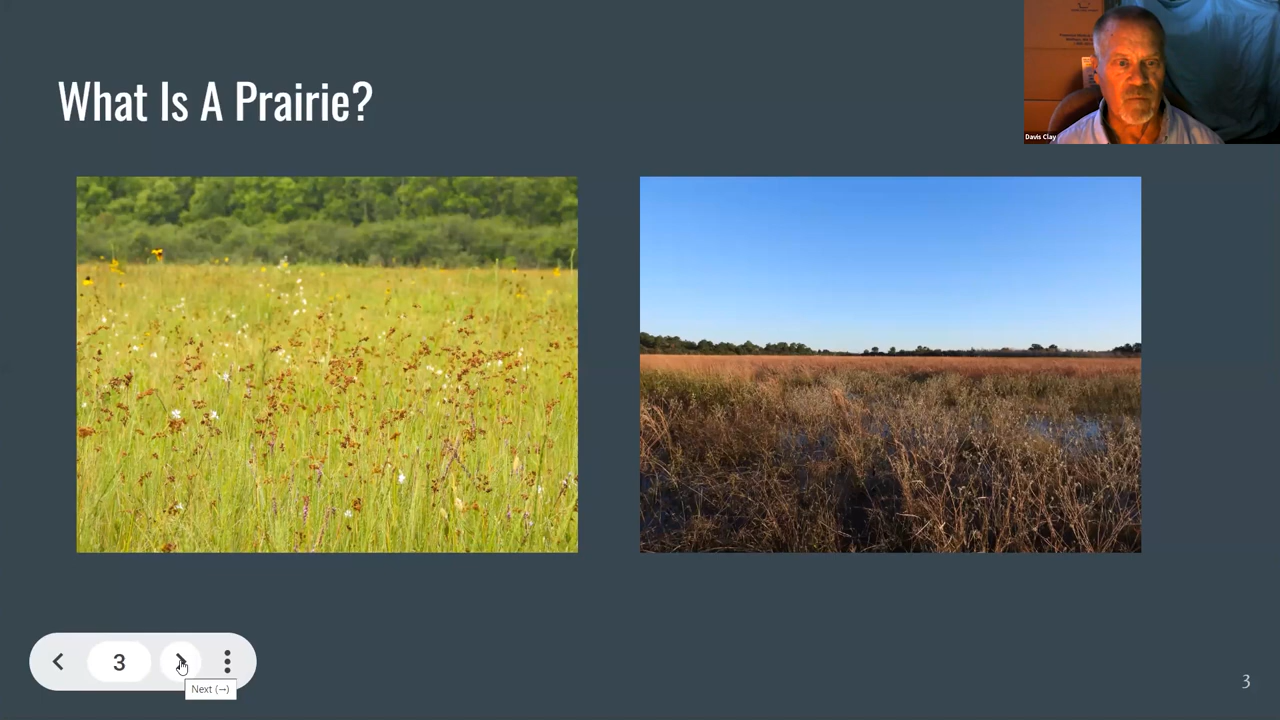 What Is A Prairie?
Davis Clay
3
Next (→)
3